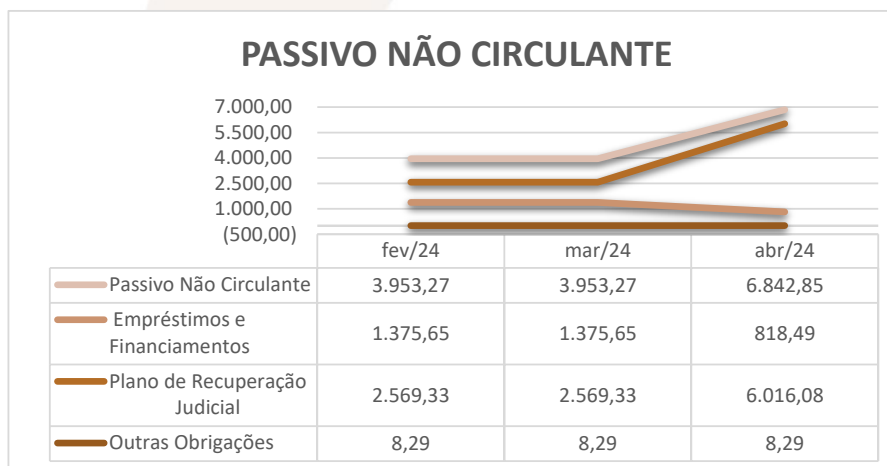 PASSIVO NÃO CIRCULANTE
7.000,00
5.500,00
4.000,00
2.500,00
1.000,00
(500,00)
fev/24 mar/24 abr/24
Passivo Não Circulante 3.953,27 3.953,27 6.842,85
Empréstimos e
Financiamentos 1.375,65 1.375,65 818,49
Plano de Recuperação
Judicial 2.569,33 2.569,33 6.016,08
Outras Obrigações 8,29 8,29 8,29